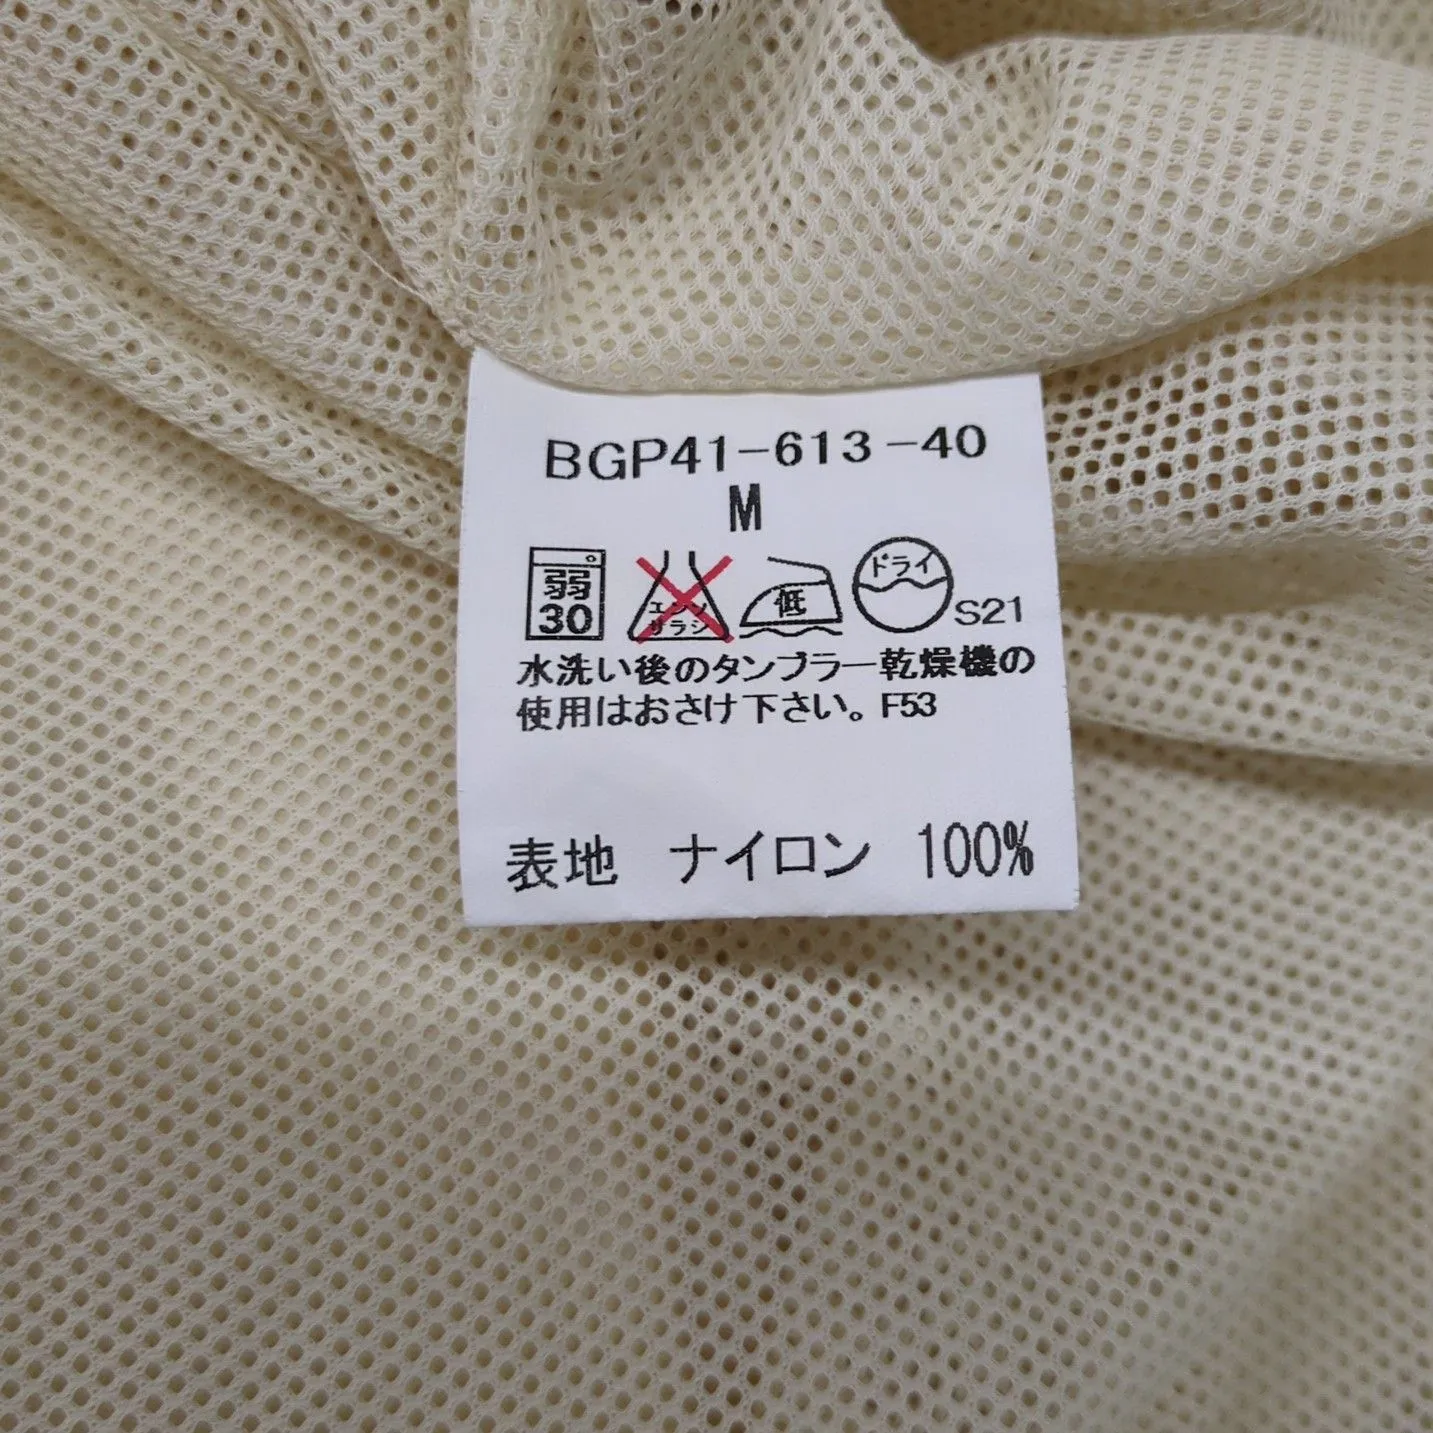 BGP41-613-40
M
弱 30 エンソ サラシ 低 ドライ S21
水洗い後のタンブラー乾燥機の
使用はおさけ下さい。F53
表地 ナイロン 100%